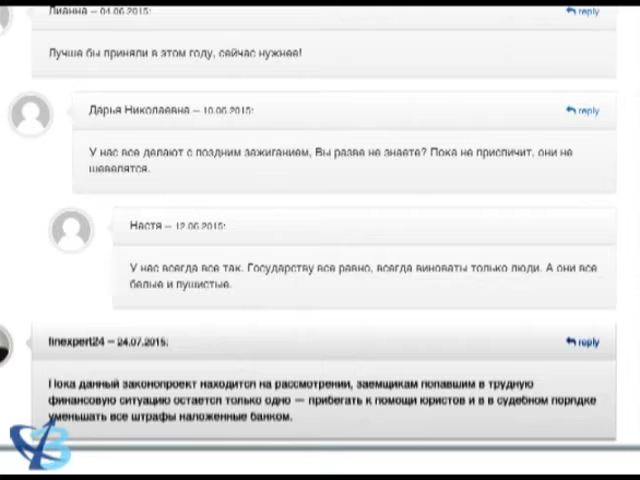 Лианна – 04.06.2015:
reply
Лучше бы приняли в этом году, сейчас нужнее!
Дарья Николаевна – 10.06.2015:
reply
У нас все делают с поздним зажиганием, Вы разве не знаете? Пока не приспичит, они не
шевелятся.
Настя – 12.06.2015:
У нас всегда все так. Государству все равно, всегда виноваты только люди. А они все
белые и пушистые.
finexpert24 – 24.07.2015:
reply
Пока данный законопроект находится на рассмотрении, заемщикам попавшим в трудную
финансовую ситуацию остается только одно — прибегать к помощи юристов и в в судебном порядке
уменьшать все штрафы наложенные банком.